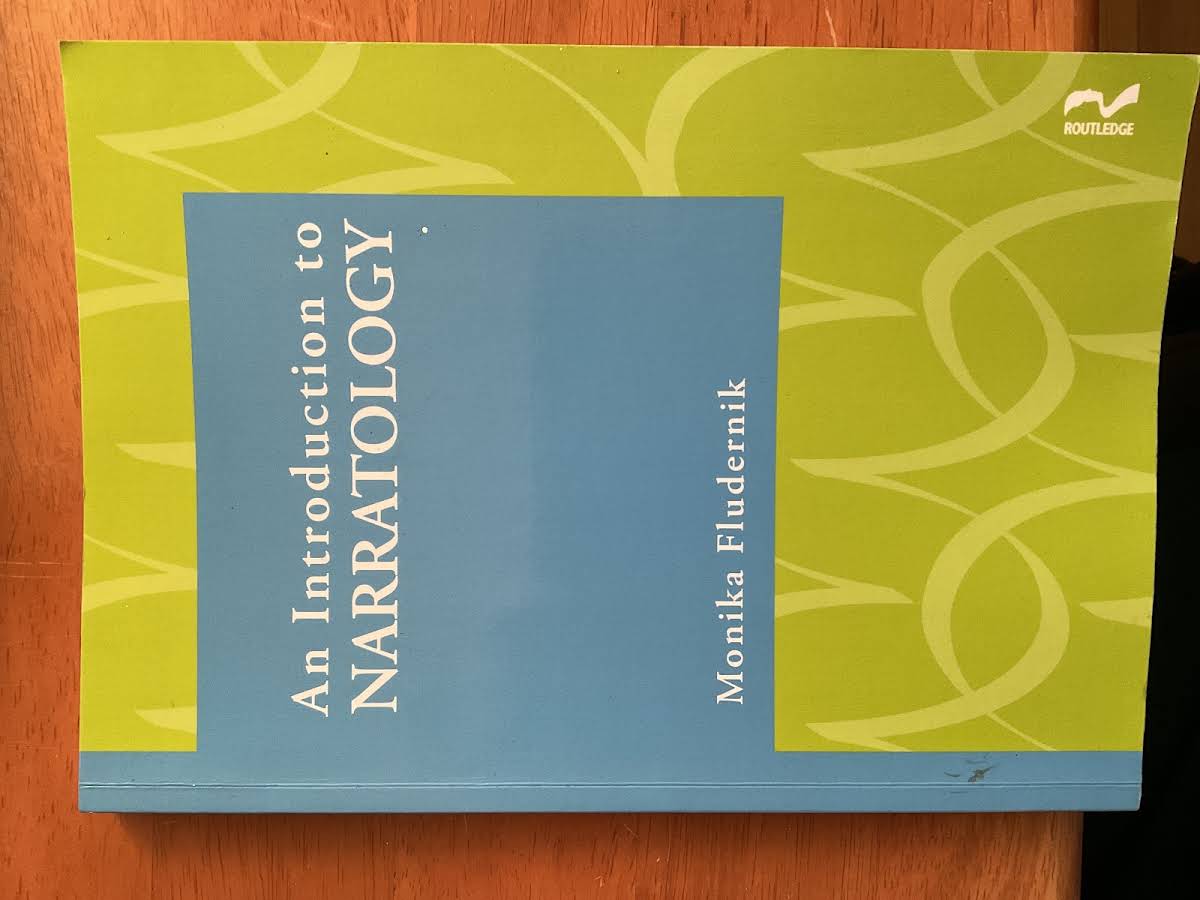 An Introduction to
NARRATOLOGY
Monika Fludernik
ROUTLEDGE